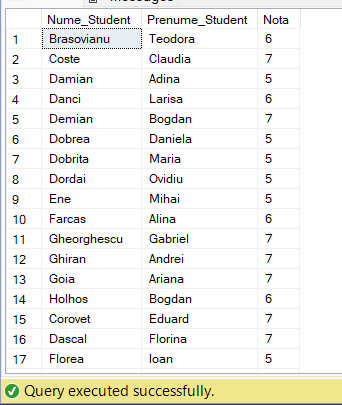 Messages
Nume_Student Prenume_Student Nota
1 Brasovianu Teodora 6
2 Coste Claudia 7
3 Damian Adina 5
4 Danci Larisa 6
5 Demian Bogdan 7
6 Dobrea Daniela 5
7 Dobrita Maria 5
8 Dordai Ovidiu 5
9 Ene Mihai 5
10 Farcas Alina 6
11 Gheorghescu Gabriel 7
12 Ghiran Andrei 7
13 Goia Ariana 7
14 Holhos Bogdan 6
15 Corovet Eduard 7
16 Dascal Florina 7
17 Florea Ioan 5
Query executed successfully.